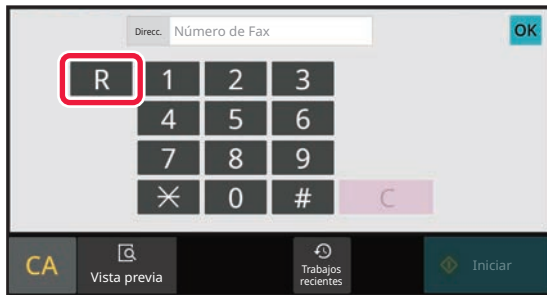 Direcc. Número de Fax OK
R 1 2 3
4 5 6
7 8 9
* 0 # C
CA Vista previa Trabajos recientes Iniciar